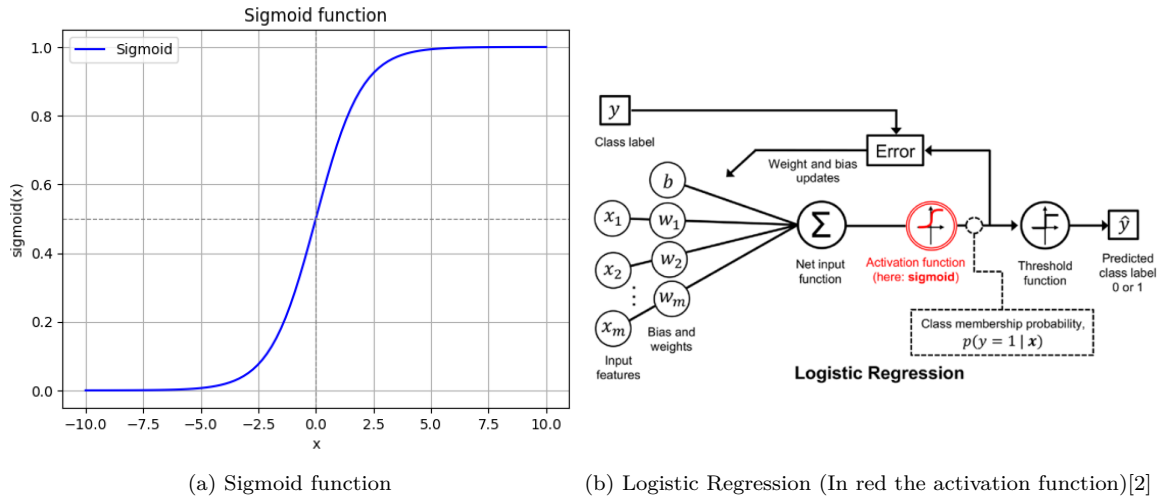 Sigmoid function
Sigmoid
1.0
0.8
0.6
0.4
0.2
0.0
sigmoid(x)
−10.0 −7.5 −5.0 −2.5 0.0 2.5 5.0 7.5 10.0
x
(a) Sigmoid function
y
Class label
Error
Weight and bias
updates
b
x₁ w₁
x₂ w₂
⋮ ⋮
xₘ wₘ
Input
features
Bias and
weights
Σ
Net input
function
Activation function
(here: sigmoid)
Threshold
function
ŷ
Predicted
class label
0 or 1
Class membership probability,
p(y = 1 | x)
Logistic Regression
(b) Logistic Regression (In red the activation function)[2]